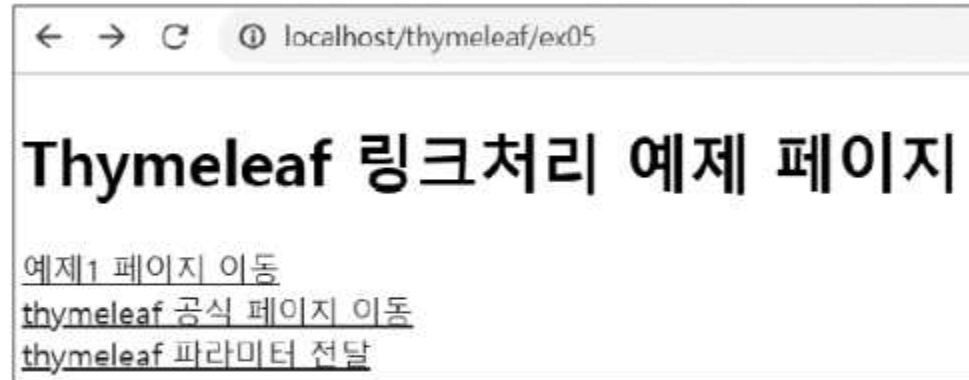 localhost/thymeleaf/ex05
Thymeleaf 링크처리 예제 페이지
예제1 페이지 이동
thymeleaf 공식 페이지 이동
thymeleaf 파라미터 전달